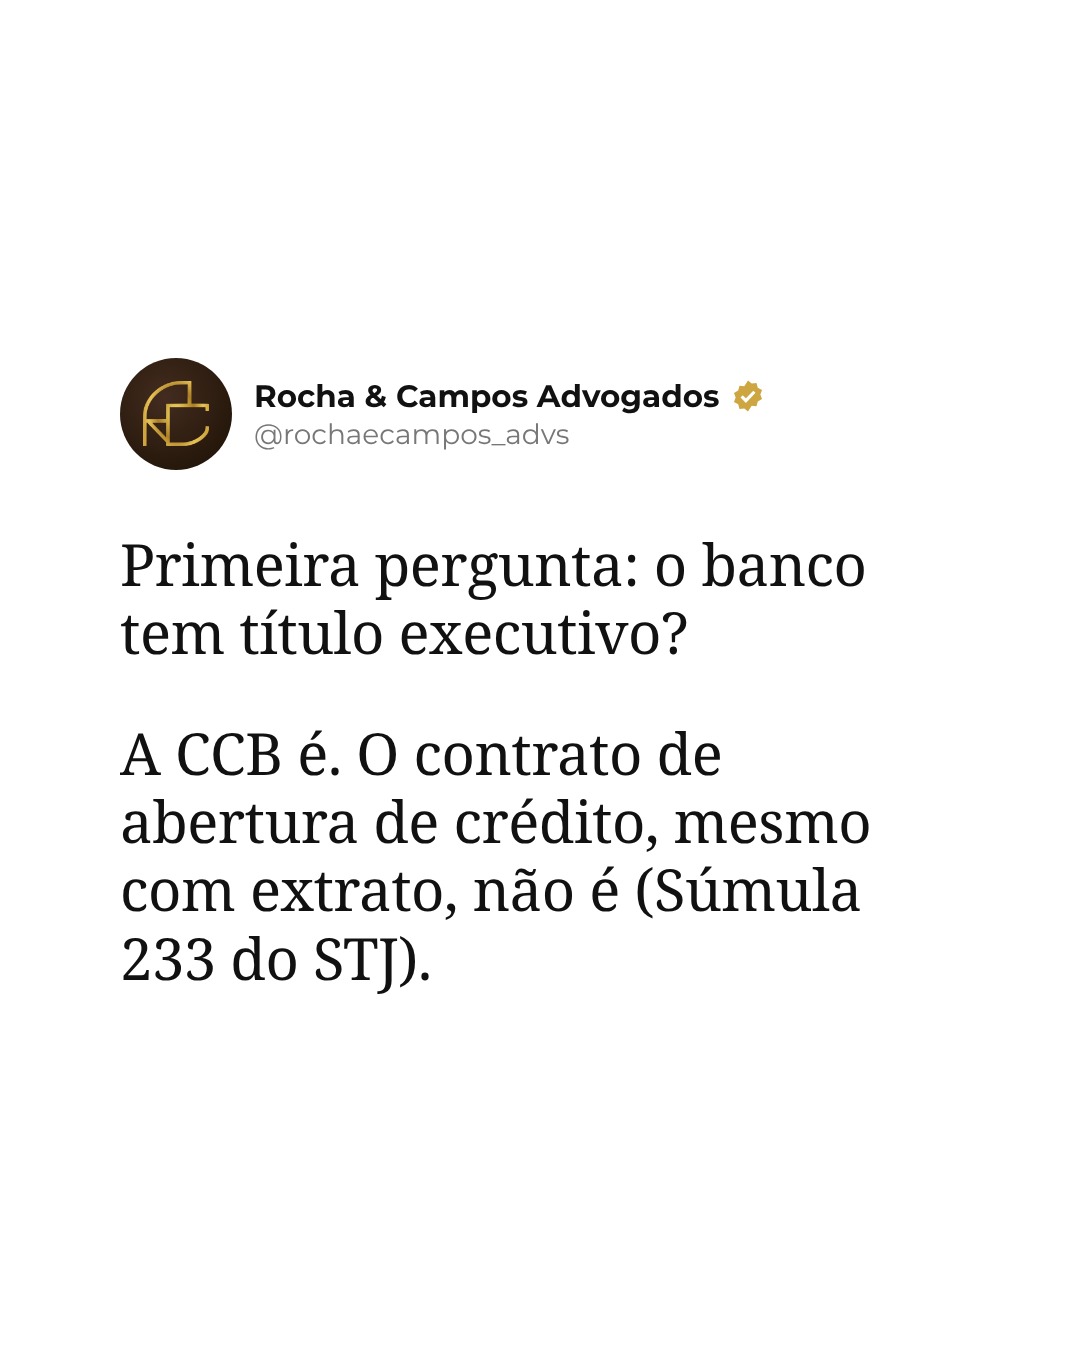 Rocha & Campos Advogados
@rochaecampos_advs
Primeira pergunta: o banco
tem título executivo?
A CCB é. O contrato de
abertura de crédito, mesmo
com extrato, não é (Súmula
233 do STJ).